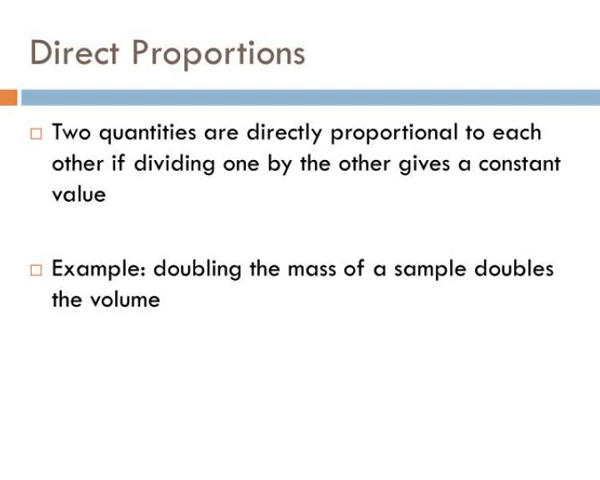 Direct Proportions
Two quantities are directly proportional to each
other if dividing one by the other gives a constant
value
Example: doubling the mass of a sample doubles
the volume